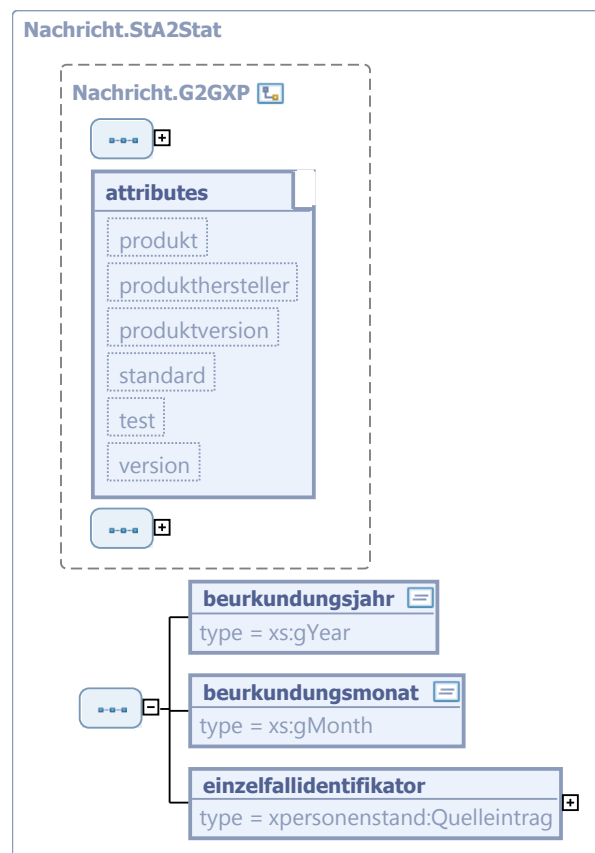 Nachricht.StA2Stat
Nachricht.G2GXP
attributes
produkt
produkthersteller
produktversion
standard
test
version
beurkundungsjahr
type = xs:gYear
beurkundungsmonat
type = xs:gMonth
einzelfallidentifikator
type = xpersonenstand:Quelleintrag